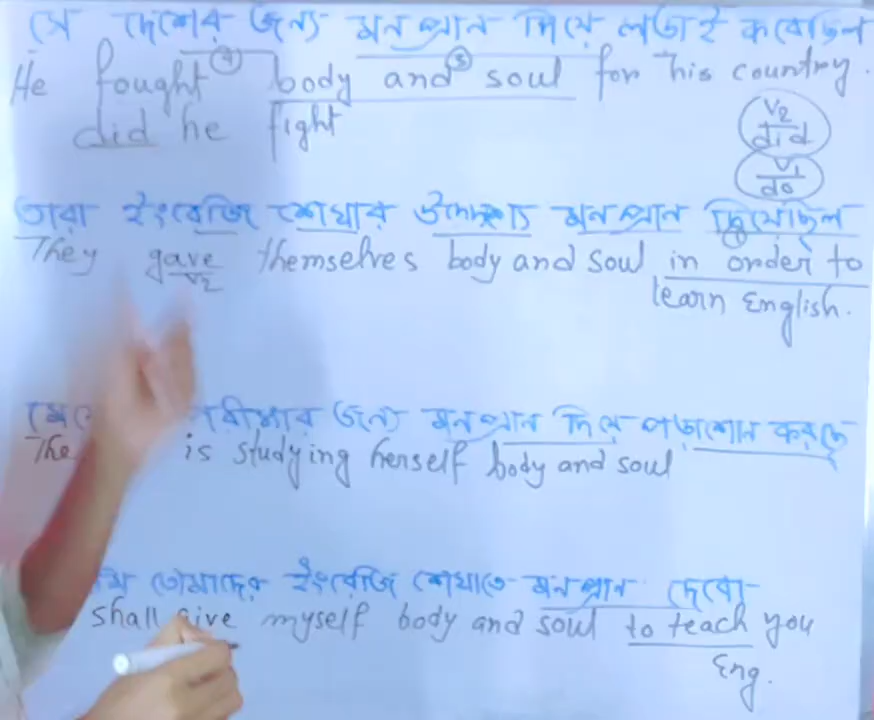 সে দেশের জন্য মনপ্রান দিয়ে লড়াই করেছিল
He fought body and soul for his country.
did he fight
V2
did
V1
do
তারা ইংরেজি শেখার উদ্দেশ্যে মনপ্রান দিয়েছিল
They gave themselves body and soul in order to
V2
learn English.
পরীক্ষার জন্য মনপ্রান দিয়ে পড়াশোনা করছে
The is studying herself body and soul
তোমাদের ইংরেজি শেখাতে মনপ্রান দেবো
shall give myself body and soul to teach you
Eng.